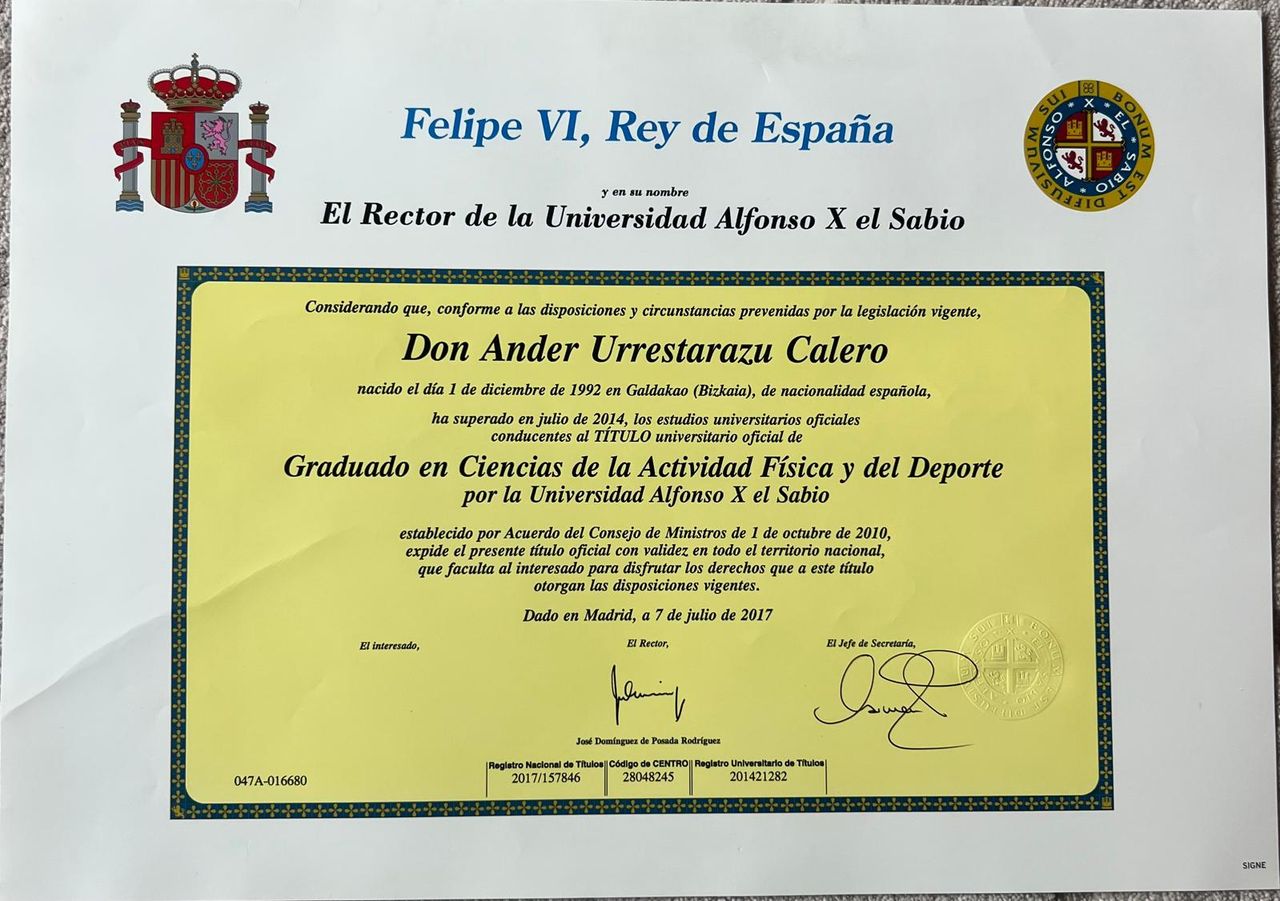 Felipe VI, Rey de España
y en su nombre
El Rector de la Universidad Alfonso X el Sabio
BONUM EST DIFFUSIVUM SUI
ALFONSO X EL SABIO
Considerando que, conforme a las disposiciones y circunstancias prevenidas por la legislación vigente,
Don Ander Urrestarazu Calero
nacido el día 1 de diciembre de 1992 en Galdakao (Bizkaia), de nacionalidad española,
ha superado en julio de 2014, los estudios universitarios oficiales
conducentes al TÍTULO universitario oficial de
Graduado en Ciencias de la Actividad Física y del Deporte
por la Universidad Alfonso X el Sabio
establecido por Acuerdo del Consejo de Ministros de 1 de octubre de 2010,
expide el presente título oficial con validez en todo el territorio nacional,
que faculta al interesado para disfrutar los derechos que a este título
otorgan las disposiciones vigentes.
Dado en Madrid, a 7 de julio de 2017
El interesado, El Rector, El Jefe de Secretaría,
José Domínguez de Posada Rodríguez
Registro Nacional de Títulos Código de CENTRO Registro Universitario de Títulos
047A-016680 2017/157846 28048245 201421282
SIGNE